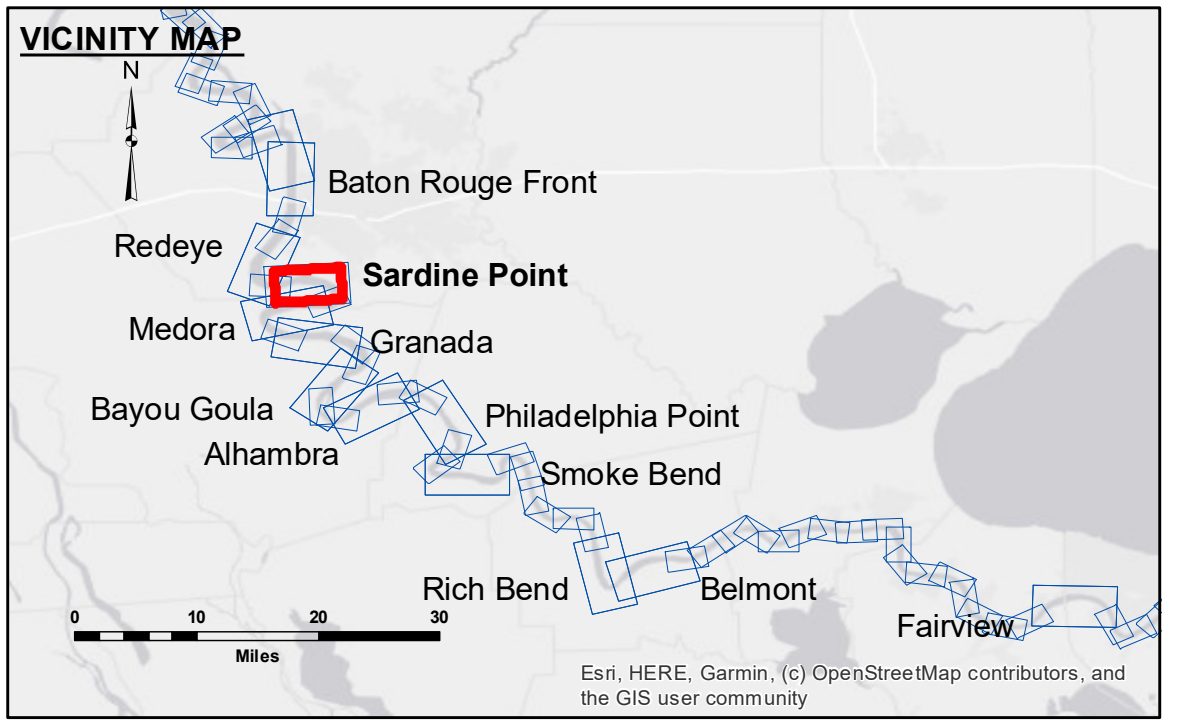 VICINITY MAP
N
Baton Rouge Front
Redeye
Sardine Point
Medora
Granada
Bayou Goula
Philadelphia Point
Alhambra
Smoke Bend
Rich Bend
Belmont
Fairview
0 10 20 30
Miles
Esri, HERE, Garmin, (c) OpenStreetMap contributors, and
the GIS user community